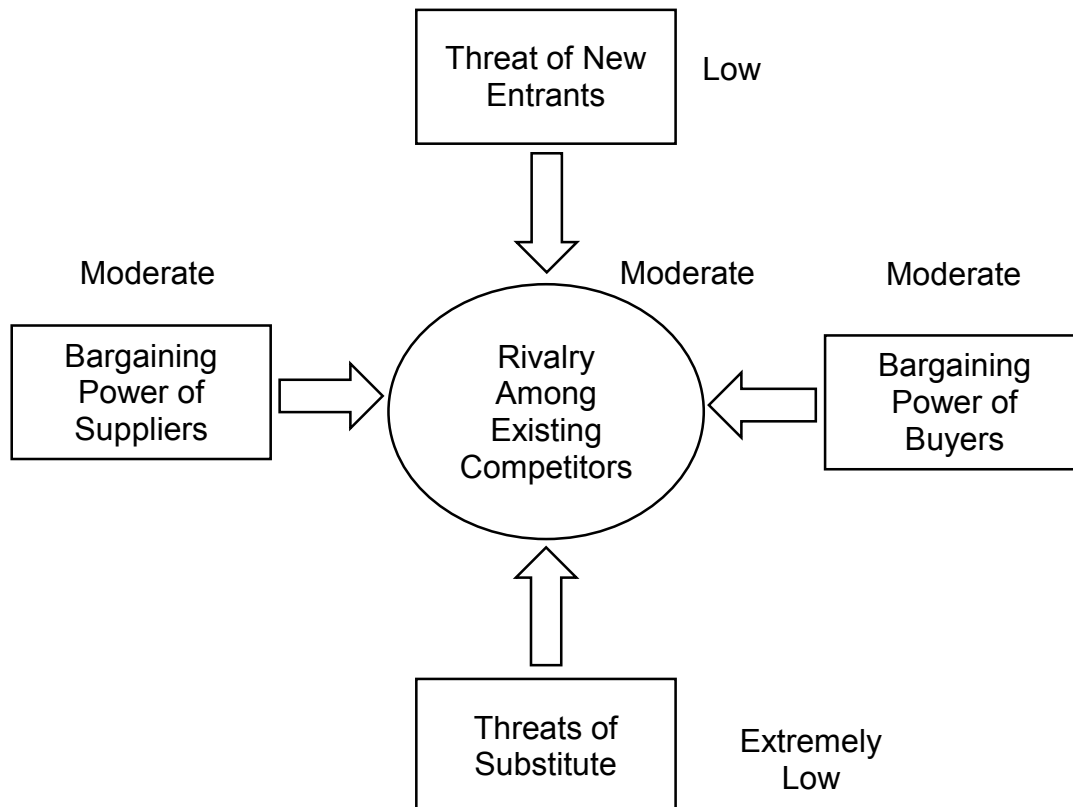 Threat of New
Entrants
Low
Moderate
Moderate
Moderate
Bargaining
Power of
Suppliers
Rivalry
Among
Existing
Competitors
Bargaining
Power of
Buyers
Threats of
Substitute
Extremely
Low